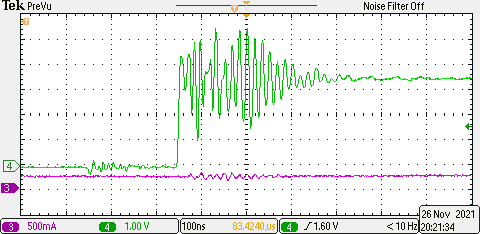 Tek PreVu Noise Filter Off
T
4
3
3 500mA 4 1.00 V 100ns 83.4240 µs 4 1.60 V < 10 Hz
26 Nov 2021
20:21:34